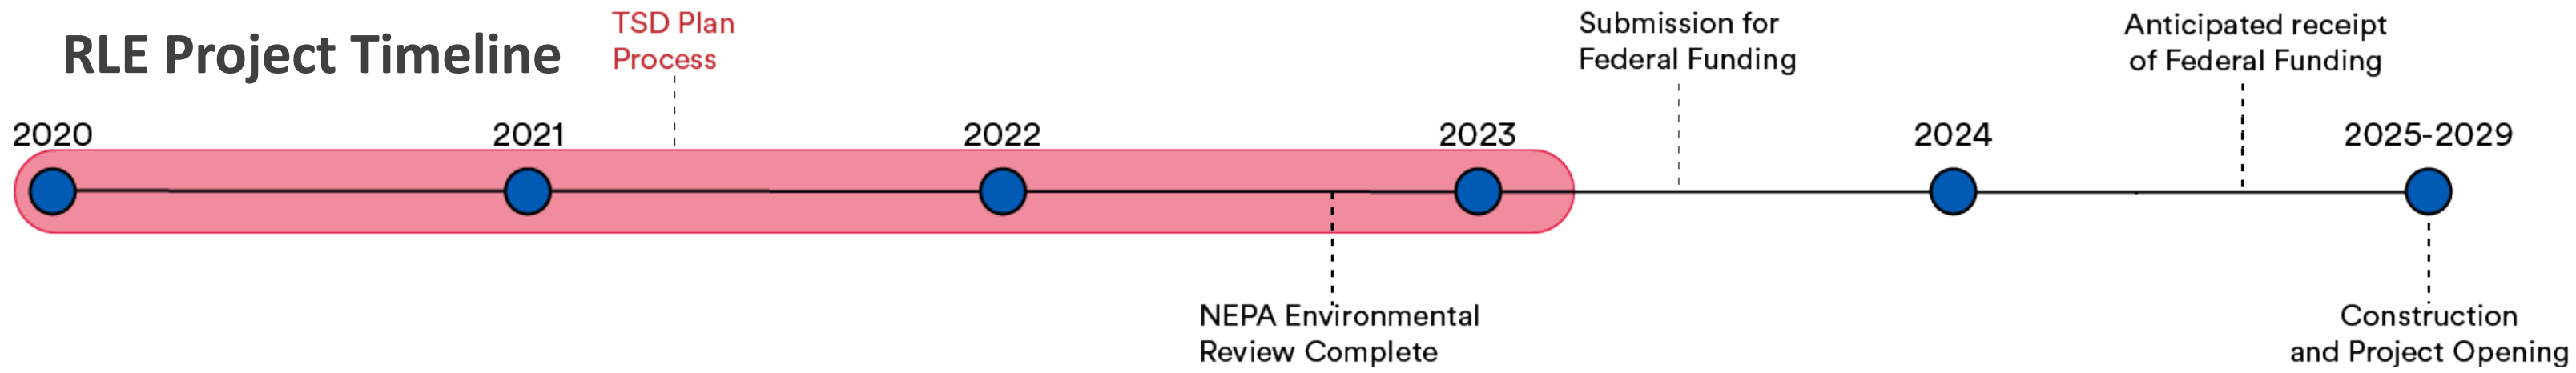 RLE Project Timeline
TSD Plan
Process
Submission for
Federal Funding
Anticipated receipt
of Federal Funding
2020
2021
2022
2023
2024
2025-2029
NEPA Environmental
Review Complete
Construction
and Project Opening